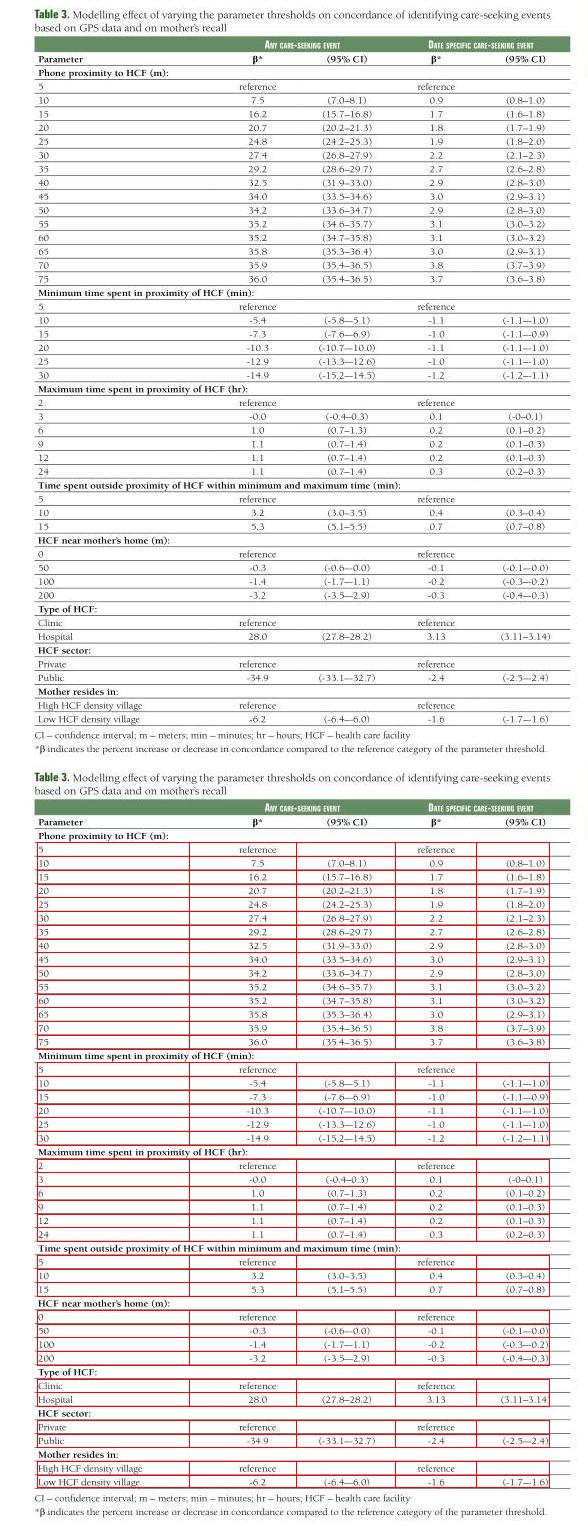 Table 3. Modelling effect of varying the parameter thresholds on concordance of identifying care-seeking events
based on GPS data and on mother's recall
Any care-seeking event Date specific care-seeking event
Parameter β* (95% CI) β* (95% CI)
Phone proximity to HCF (m):
5 reference reference
10 7.5 (7.0–8.1) 0.9 (0.8–1.0)
15 16.2 (15.7–16.8) 1.7 (1.6–1.8)
20 20.7 (20.2–21.3) 1.8 (1.7–1.9)
25 24.8 (24.2–25.3) 1.9 (1.8–2.0)
30 27.4 (26.8–27.9) 2.2 (2.1–2.3)
35 29.2 (28.6–29.7) 2.7 (2.6–2.8)
40 32.5 (31.9–33.0) 2.9 (2.8–3.0)
45 34.0 (33.5–34.6) 3.0 (2.9–3.1)
50 34.2 (33.6–34.7) 2.9 (2.8–3.0)
55 35.2 (34.6–35.7) 3.1 (3.0–3.2)
60 35.2 (34.7–35.8) 3.1 (3.0–3.2)
65 35.8 (35.3–36.4) 3.0 (2.9–3.1)
70 35.9 (35.4–36.5) 3.8 (3.7–3.9)
75 36.0 (35.4–36.5) 3.7 (3.6–3.8)
Minimum time spent in proximity of HCF (min):
5 reference reference
10 -5.4 (-5.8–-5.1) -1.1 (-1.1–-1.0)
15 -7.3 (-7.6–-6.9) -1.0 (-1.1–-0.9)
20 -10.3 (-10.7–-10.0) -1.1 (-1.1–-1.0)
25 -12.9 (-13.3–-12.6) -1.0 (-1.1–-1.0)
30 -14.9 (-15.2–-14.5) -1.2 (-1.2–-1.1)
Maximum time spent in proximity of HCF (hr):
2 reference reference
3 -0.0 (-0.4–0.3) 0.1 (-0–0.1)
6 1.0 (0.7–1.3) 0.2 (0.1–0.2)
9 1.1 (0.7–1.4) 0.2 (0.1–0.3)
12 1.1 (0.7–1.4) 0.2 (0.1–0.3)
24 1.1 (0.7–1.4) 0.3 (0.2–0.3)
Time spent outside proximity of HCF within minimum and maximum time (min):
5 reference reference
10 3.2 (3.0–3.5) 0.4 (0.3–0.4)
15 5.3 (5.1–5.5) 0.7 (0.7–0.8)
HCF near mother's home (m):
0 reference reference
50 -0.3 (-0.6–-0.0) -0.1 (-0.1–-0.0)
100 -1.4 (-1.7–-1.1) -0.2 (-0.3–-0.2)
200 -3.2 (-3.5–-2.9) -0.3 (-0.4–-0.3)
Type of HCF:
Clinic reference reference
Hospital 28.0 (27.8–28.2) 3.13 (3.11–3.14)
HCF sector:
Private reference reference
Public -34.9 (-33.1–-32.7) -2.4 (-2.5–-2.4)
Mother resides in:
High HCF density village reference reference
Low HCF density village -6.2 (-6.4–-6.0) -1.6 (-1.7–-1.6)
CI – confidence interval; m – meters; min – minutes; hr – hours; HCF – health care facility
*β indicates the percent increase or decrease in concordance compared to the reference category of the parameter threshold.
Table 3. Modelling effect of varying the parameter thresholds on concordance of identifying care-seeking events
based on GPS data and on mother's recall
Any care-seeking event Date specific care-seeking event
Parameter β* (95% CI) β* (95% CI)
Phone proximity to HCF (m):
5 reference reference
10 7.5 (7.0–8.1) 0.9 (0.8–1.0)
15 16.2 (15.7–16.8) 1.7 (1.6–1.8)
20 20.7 (20.2–21.3) 1.8 (1.7–1.9)
25 24.8 (24.2–25.3) 1.9 (1.8–2.0)
30 27.4 (26.8–27.9) 2.2 (2.1–2.3)
35 29.2 (28.6–29.7) 2.7 (2.6–2.8)
40 32.5 (31.9–33.0) 2.9 (2.8–3.0)
45 34.0 (33.5–34.6) 3.0 (2.9–3.1)
50 34.2 (33.6–34.7) 2.9 (2.8–3.0)
55 35.2 (34.6–35.7) 3.1 (3.0–3.2)
60 35.2 (34.7–35.8) 3.1 (3.0–3.2)
65 35.8 (35.3–36.4) 3.0 (2.9–3.1)
70 35.9 (35.4–36.5) 3.8 (3.7–3.9)
75 36.0 (35.4–36.5) 3.7 (3.6–3.8)
Minimum time spent in proximity of HCF (min):
5 reference reference
10 -5.4 (-5.8–-5.1) -1.1 (-1.1–-1.0)
15 -7.3 (-7.6–-6.9) -1.0 (-1.1–-0.9)
20 -10.3 (-10.7–-10.0) -1.1 (-1.1–-1.0)
25 -12.9 (-13.3–-12.6) -1.0 (-1.1–-1.0)
30 -14.9 (-15.2–-14.5) -1.2 (-1.2–-1.1)
Maximum time spent in proximity of HCF (hr):
2 reference reference
3 -0.0 (-0.4–0.3) 0.1 (-0–0.1)
6 1.0 (0.7–1.3) 0.2 (0.1–0.2)
9 1.1 (0.7–1.4) 0.2 (0.1–0.3)
12 1.1 (0.7–1.4) 0.2 (0.1–0.3)
24 1.1 (0.7–1.4) 0.3 (0.2–0.3)
Time spent outside proximity of HCF within minimum and maximum time (min):
5 reference reference
10 3.2 (3.0–3.5) 0.4 (0.3–0.4)
15 5.3 (5.1–5.5) 0.7 (0.7–0.8)
HCF near mother's home (m):
0 reference reference
50 -0.3 (-0.6–-0.0) -0.1 (-0.1–-0.0)
100 -1.4 (-1.7–-1.1) -0.2 (-0.3–-0.2)
200 -3.2 (-3.5–-2.9) -0.3 (-0.4–-0.3)
Type of HCF:
Clinic reference reference
Hospital 28.0 (27.8–28.2) 3.13 (3.11–3.14
HCF sector:
Private reference reference
Public -34.9 (-33.1–-32.7) -2.4 (-2.5–-2.4)
Mother resides in:
High HCF density village reference reference
Low HCF density village -6.2 (-6.4–-6.0) -1.6 (-1.7–-1.6)
CI – confidence interval; m – meters; min – minutes; hr – hours; HCF – health care facility
*β indicates the percent increase or decrease in concordance compared to the reference category of the parameter threshold.